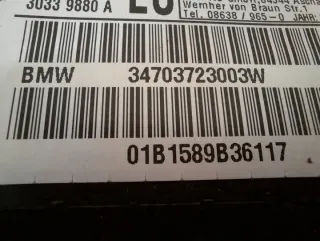 3033 9880 A
Wernher von Braun Str.1
Tel. 08638 / 965-0 JAHR:
BMW 34703723003W
01B1589B36117